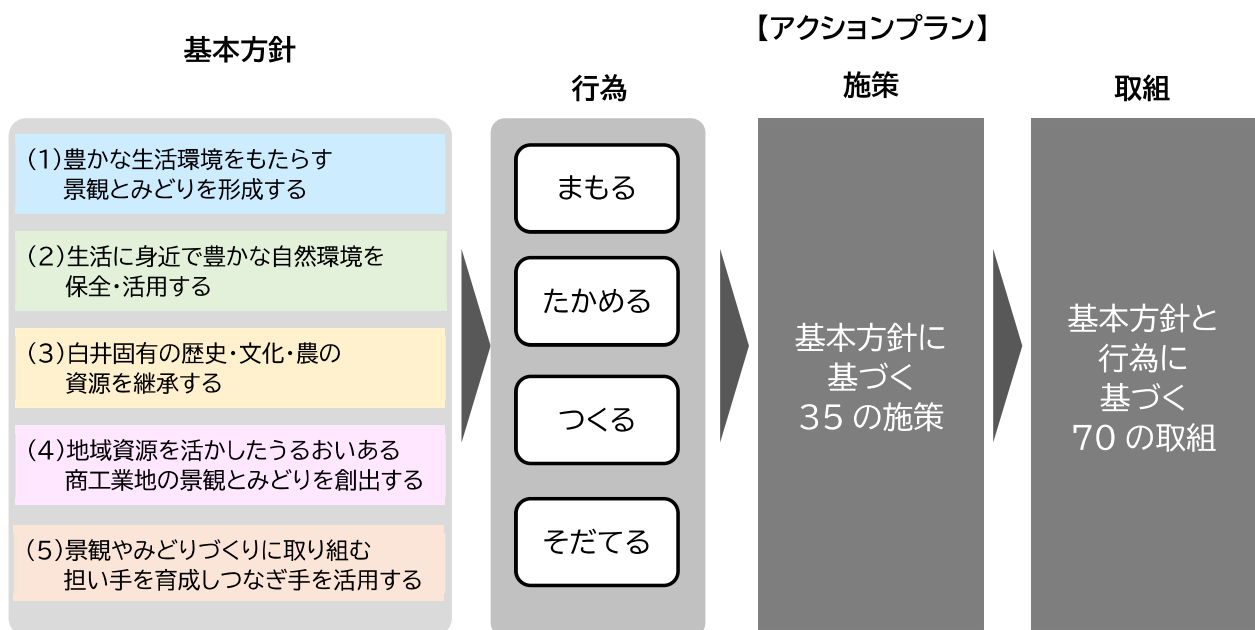 【アクションプラン】
基本方針
行為
施策
取組
（1）豊かな生活環境をもたらす
景観とみどりを形成する
（2）生活に身近で豊かな自然環境を
保全・活用する
（3）白井固有の歴史・文化・農の
資源を継承する
（4）地域資源を活かしたうるおいある
商工業地の景観とみどりを創出する
（5）景観やみどりづくりに取り組む
担い手を育成しつなぎ手を活用する
まもる
たかめる
つくる
そだてる
基本方針に
基づく
35 の施策
基本方針と
行為に
基づく
70 の取組